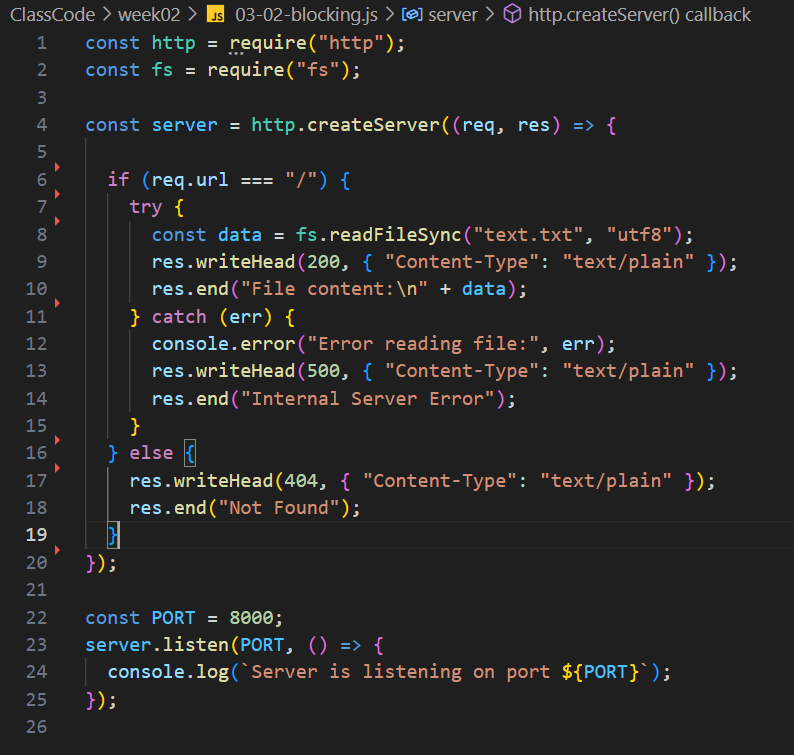 ClassCode > week02 > JS 03-02-blocking.js > server > http.createServer() callback
1 const http = require("http");
2 const fs = require("fs");
3
4 const server = http.createServer((req, res) => {
5
6   if (req.url === "/") {
7     try {
8       const data = fs.readFileSync("text.txt", "utf8");
9       res.writeHead(200, { "Content-Type": "text/plain" });
10       res.end("File content:\n" + data);
11     } catch (err) {
12       console.error("Error reading file:", err);
13       res.writeHead(500, { "Content-Type": "text/plain" });
14       res.end("Internal Server Error");
15     }
16   } else {
17     res.writeHead(404, { "Content-Type": "text/plain" });
18     res.end("Not Found");
19   }
20 });
21
22 const PORT = 8000;
23 server.listen(PORT, () => {
24   console.log(`Server is listening on port ${PORT}`);
25 });
26